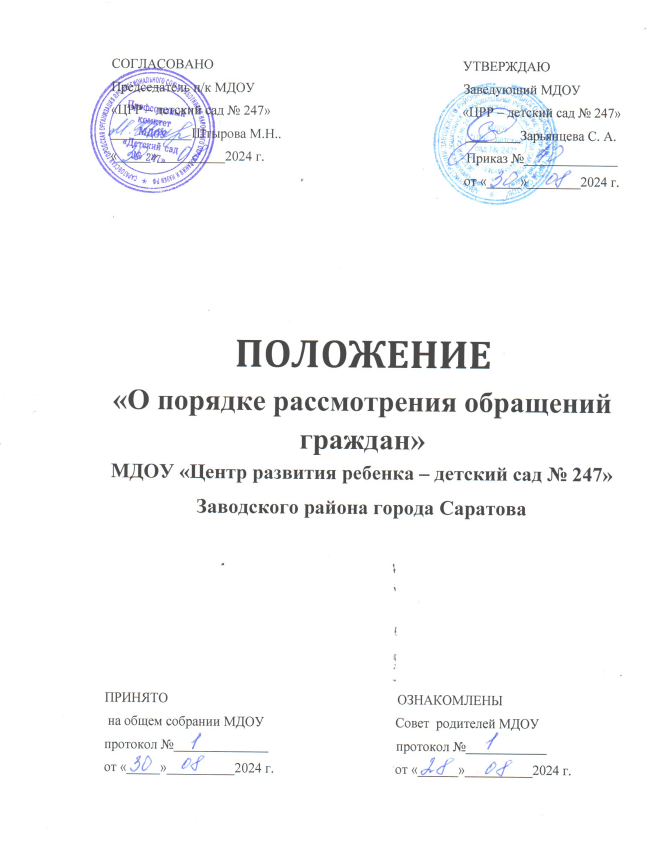 СОГЛАСОВАНО
Председатель п/к МДОУ
«ЦРР – детский сад № 247»
Штырова М.Н..
2024 г.
УТВЕРЖДАЮ
Заведующий МДОУ
«ЦРР – детский сад № 247»
Зарьянцева С. А.
Приказ №
от «30» 08 2024 г.
ПОЛОЖЕНИЕ
«О порядке рассмотрения обращений
граждан»
МДОУ «Центр развития ребенка – детский сад № 247»
Заводского района города Саратова
ПРИНЯТО
на общем собрании МДОУ
протокол № 1
от «30» 08 2024 г.
ОЗНАКОМЛЕНЫ
Совет родителей МДОУ
протокол № 1
от «28» 08 2024 г.